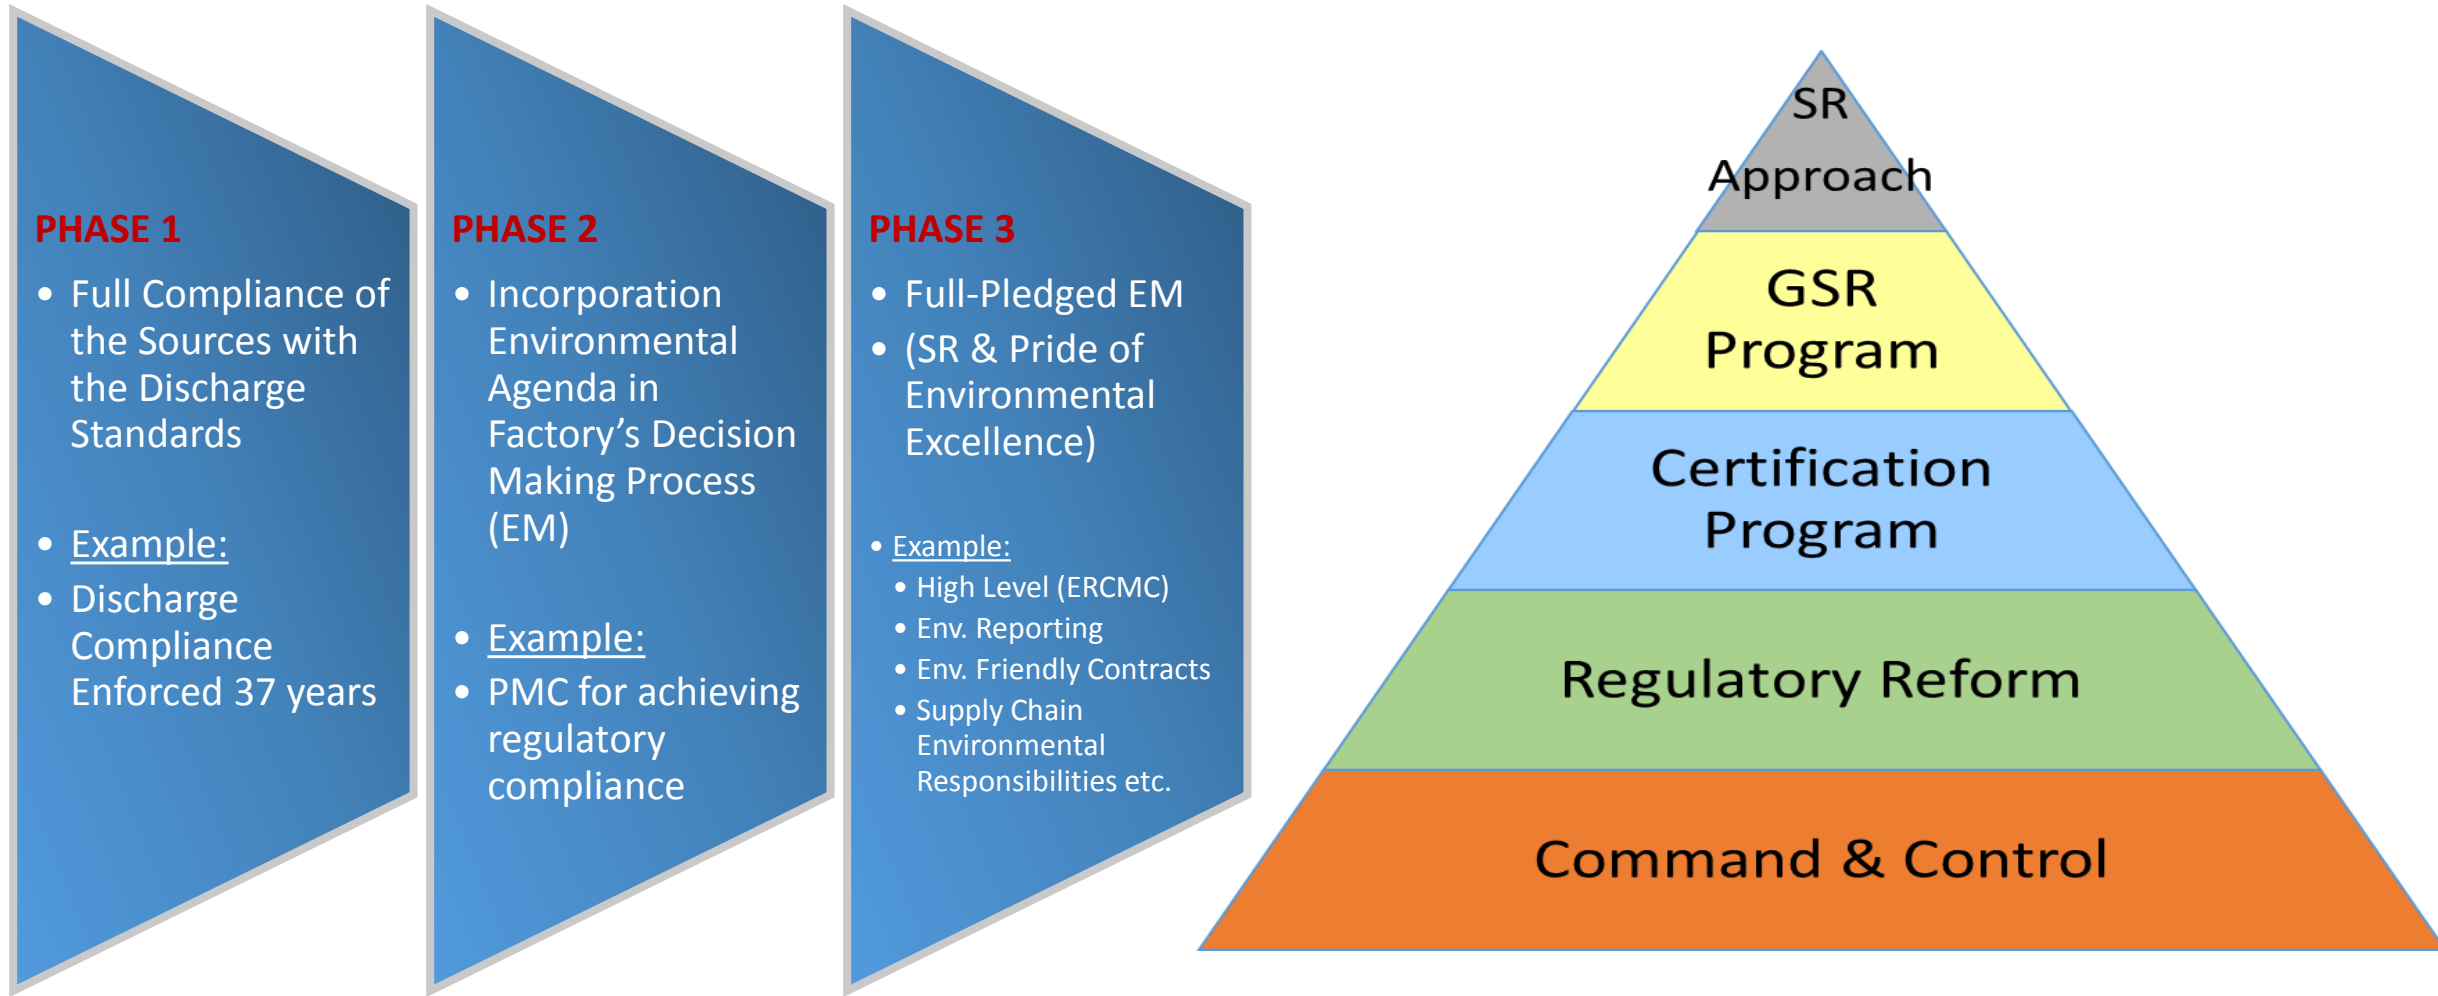 PHASE 1
• Full Compliance of
the Sources with
the Discharge
Standards
• Example:
• Discharge
Compliance
Enforced 37 years
PHASE 2
• Incorporation
Environmental
Agenda in
Factory’s Decision
Making Process
(EM)
• Example:
• PMC for achieving
regulatory
compliance
PHASE 3
• Full-Pledged EM
• (SR & Pride of
Environmental
Excellence)
• Example:
• High Level (ERCMC)
• Env. Reporting
• Env. Friendly Contracts
• Supply Chain
Environmental
Responsibilities etc.
SR
Approach
GSR
Program
Certification
Program
Regulatory Reform
Command & Control